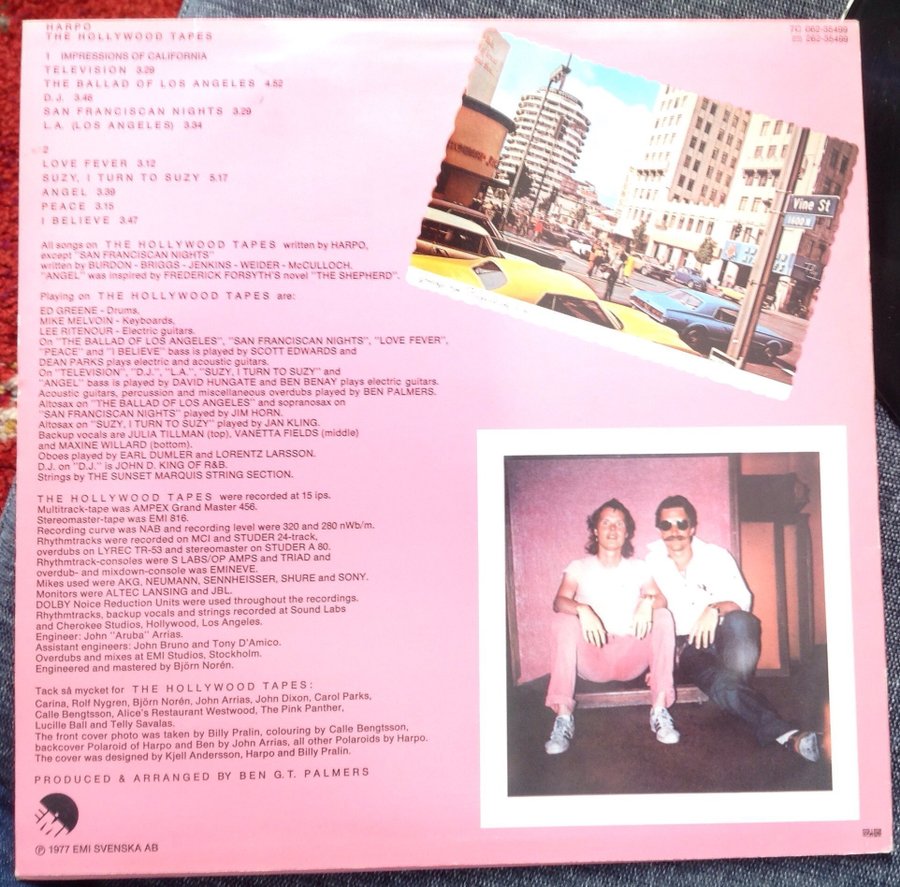 HARPO
THE HOLLYWOOD TAPES
7C 062-35499
ES 262-35499
1 IMPRESSIONS OF CALIFORNIA
TELEVISION 3.29
THE BALLAD OF LOS ANGELES 4.52
D.J. 3.45
SAN FRANCISCAN NIGHTS 3.29
L.A. (LOS ANGELES) 3.34
2
LOVE FEVER 3.12
SUZY, I TURN TO SUZY 5.17
ANGEL 3.39
PEACE 3.15
I BELIEVE 3.47
All songs on THE HOLLYWOOD TAPES written by HARPO,
except "SAN FRANCISCAN NIGHTS"
written by BURDON - BRIGGS - JENKINS - WEIDER - McCULLOCH.
"ANGEL" was inspired by FREDERICK FORSYTH'S novel "THE SHEPHERD".
Playing on THE HOLLYWOOD TAPES are:
ED GREENE - Drums,
MIKE MELVOIN - Keyboards,
LEE RITENOUR - Electric guitars.
On "THE BALLAD OF LOS ANGELES", "SAN FRANCISCAN NIGHTS", "LOVE FEVER",
"PEACE" and "I BELIEVE" bass is played by SCOTT EDWARDS and
DEAN PARKS plays electric and acoustic guitars.
On "TELEVISION", "D.J.", "L.A.", "SUZY, I TURN TO SUZY" and
"ANGEL" bass is played by DAVID HUNGATE and BEN BENAY plays electric guitars.
Acoustic guitars, percussion and miscellaneous overdubs played by BEN PALMERS.
Altosax on "THE BALLAD OF LOS ANGELES" and sopranosax on
"SAN FRANCISCAN NIGHTS" played by JIM HORN.
Altosax on "SUZY, I TURN TO SUZY" played by JAN KLING.
Backup vocals are JULIA TILLMAN (top), VANETTA FIELDS (middle)
and MAXINE WILLARD (bottom).
Oboes played by EARL DUMLER and LORENTZ LARSSON.
D.J. on "D.J." is JOHN D. KING OF R&B.
Strings by THE SUNSET MARQUIS STRING SECTION.
THE HOLLYWOOD TAPES were recorded at 15 ips.
Multitrack-tape was AMPEX Grand Master 456.
Stereomaster-tape was EMI 816.
Recording curve was NAB and recording level were 320 and 280 nWb/m.
Rhythmtracks were recorded on MCI and STUDER 24-track,
overdubs on LYREC TR-53 and stereomaster on STUDER A 80.
Rhythmtrack-consoles were S LABS/OP AMPS and TRIAD and
overdub- and mixdown-console was EMINEVE.
Mikes used were AKG, NEUMANN, SENNHEISSER, SHURE and SONY.
Monitors were ALTEC LANSING and JBL.
DOLBY Noice Reduction Units were used throughout the recordings.
Rhythmtracks, backup vocals and strings recorded at Sound Labs
and Cherokee Studios, Hollywood, Los Angeles.
Engineer: John "Aruba" Arrias.
Assistant engineers: John Bruno and Tony D'Amico.
Overdubs and mixes at EMI Studios, Stockholm.
Engineered and mastered by Björn Norén.
Tack så mycket for THE HOLLYWOOD TAPES:
Carina, Rolf Nygren, Björn Norén, John Arrias, John Dixon, Carol Parks,
Calle Bengtsson, Alice's Restaurant Westwood, The Pink Panther,
Lucille Ball and Telly Savalas.
The front cover photo was taken by Billy Pralin, colouring by Calle Bengtsson,
backcover Polaroid of Harpo and Ben by John Arrias, all other Polaroids by Harpo.
The cover was designed by Kjell Andersson, Harpo and Billy Pralin.
PRODUCED & ARRANGED BY BEN G.T. PALMERS
EMI
℗ 1977 EMI SVENSKA AB
Vine St
1600 N